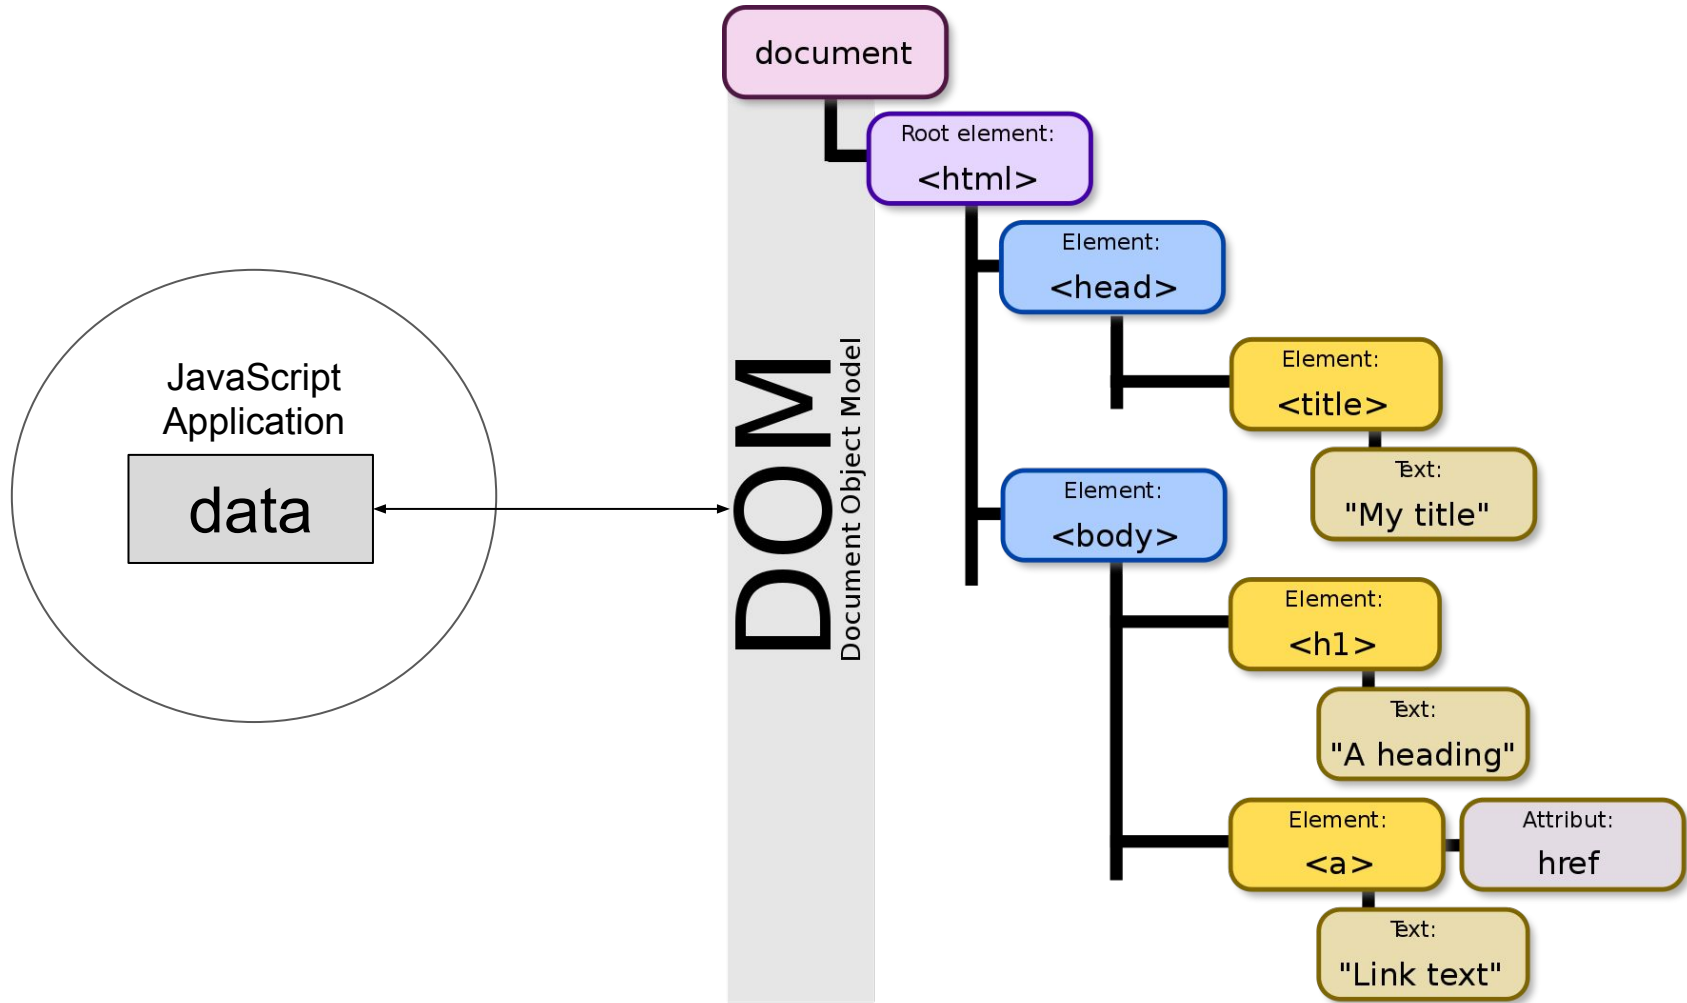 document
Root element:
<html>
Element:
<head>
Element:
<title>
Text:
"My title"
JavaScript
Application
data
DOM
Document Object Model
Element:
<body>
Element:
<h1>
Text:
"A heading"
Element:
<a>
Attribut:
href
Text:
"Link text"